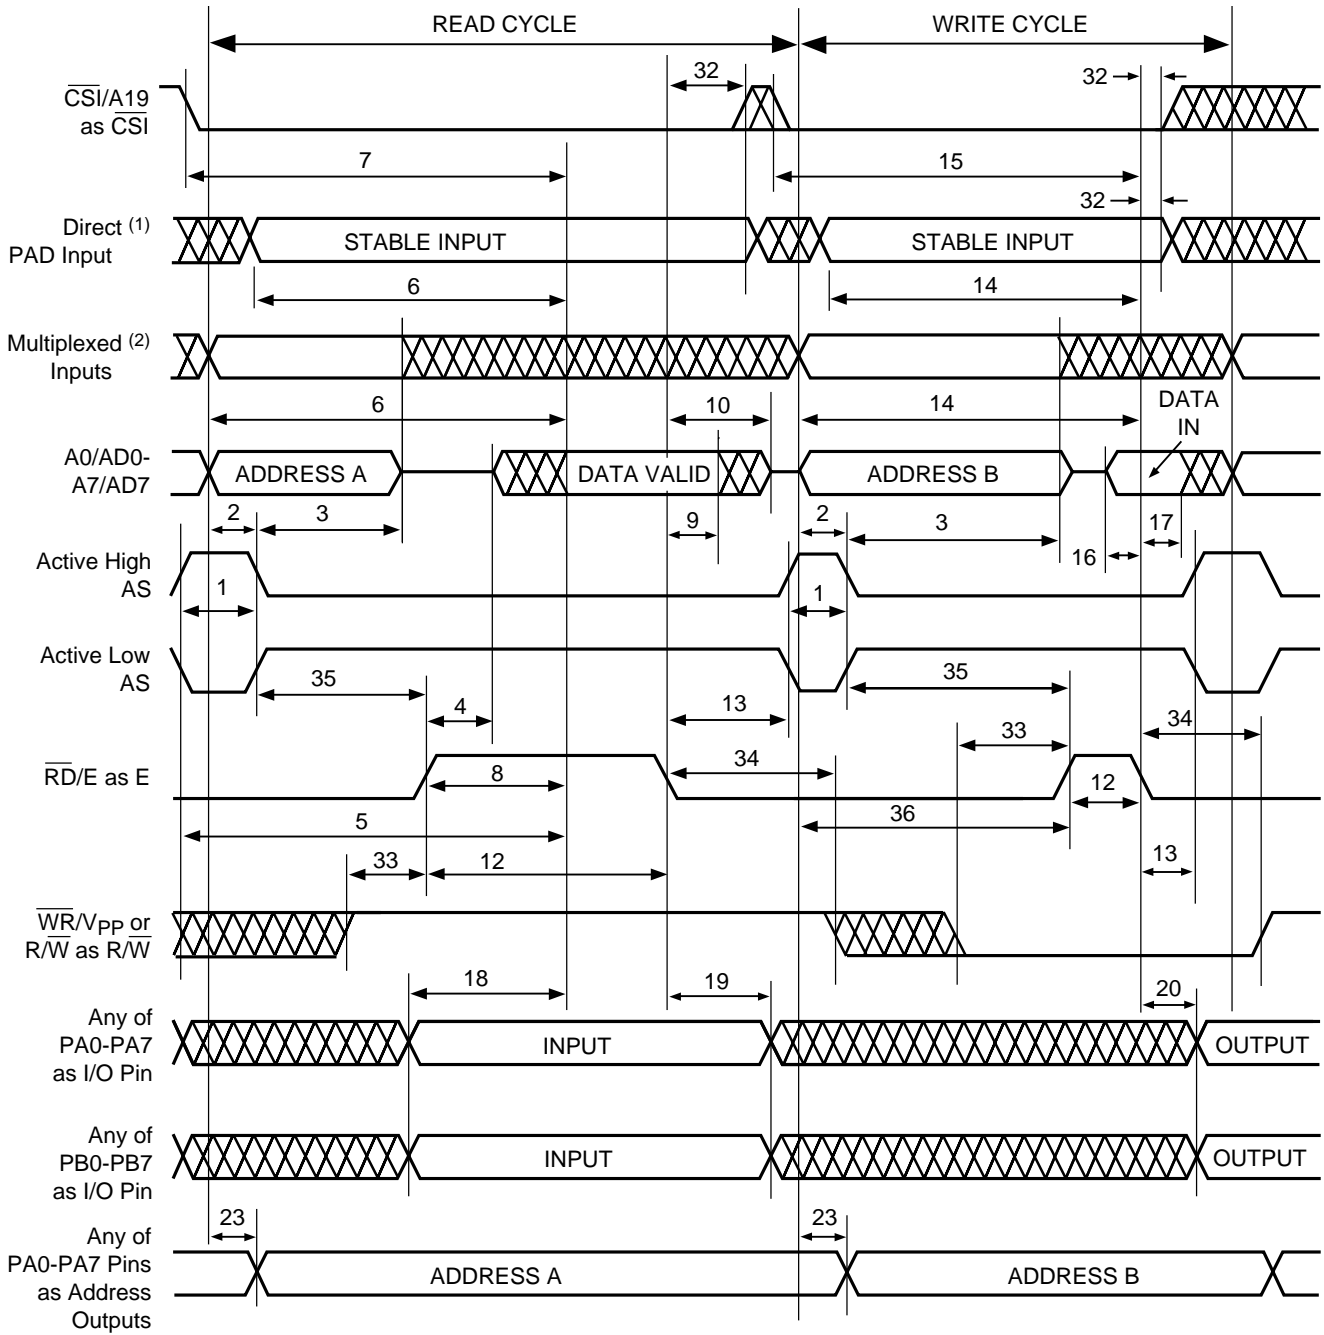 READ CYCLE
WRITE CYCLE
32
32
CSI/A19
as CSI
7
15
32
Direct (1)
PAD Input
STABLE INPUT
STABLE INPUT
6
14
Multiplexed (2)
Inputs
6
10
14
DATA
IN
A0/AD0-
A7/AD7
ADDRESS A
DATA VALID
ADDRESS B
2
3
9
2
3
17
16
Active High
AS
1
1
Active Low
AS
35
35
4
13
34
33
RD/E as E
8
34
12
5
36
33
12
13
WR/VPP or
R/W as R/W
18
19
20
Any of
PA0-PA7
as I/O Pin
INPUT
OUTPUT
Any of
PB0-PB7
as I/O Pin
INPUT
OUTPUT
23
23
Any of
PA0-PA7 Pins
as Address
Outputs
ADDRESS A
ADDRESS B